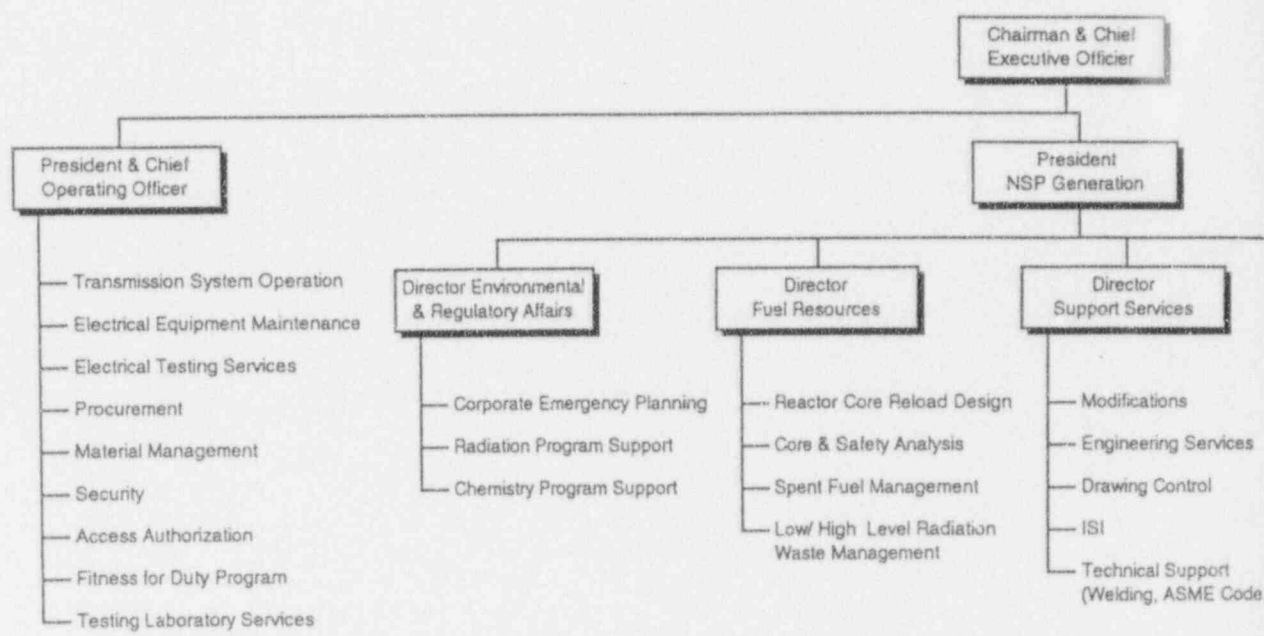 Chairman & Chief
Executive Officier
President & Chief
Operating Officer
President
NSP Generation
Transmission System Operation
Electrical Equipment Maintenance
Electrical Testing Services
Procurement
Material Management
Security
Access Authorization
Fitness for Duty Program
Testing Laboratory Services
Director Environmental
& Regulatory Affairs
Corporate Emergency Planning
Radiation Program Support
Chemistry Program Support
Director
Fuel Resources
Reactor Core Reload Design
Core & Safety Analysis
Spent Fuel Management
Low/ High Level Radiation
Waste Management
Director
Support Services
Modifications
Engineering Services
Drawing Control
ISI
Technical Support
(Welding, ASME Code